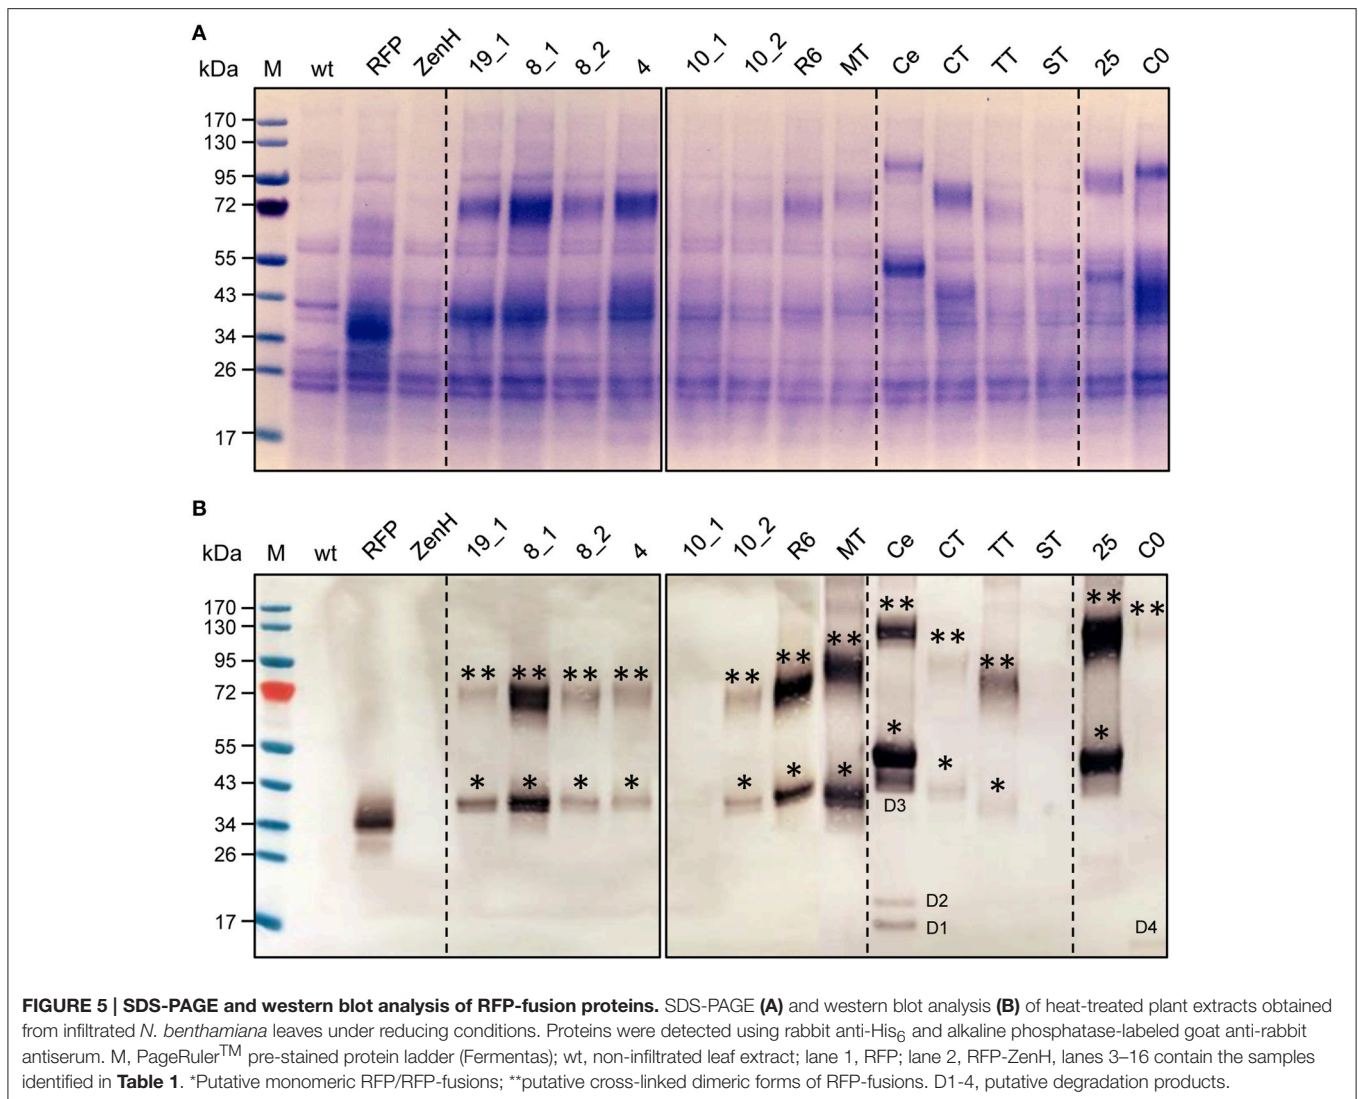 A
kDa M wt RFP ZenH 19_1 8_1 8_2 4 10_1 10_2 R6 MT Ce CT TT ST 25 C0
170
130
95
72
55
43
34
26
17
B
kDa M wt RFP ZenH 19_1 8_1 8_2 4 10_1 10_2 R6 MT Ce CT TT ST 25 C0
170
130
95
72
55
43
34
26
17
** ** ** ** ** ** ** ** ** ** ** **
* * * * * * * * * * *
D3
D2
D1
D4
FIGURE 5 | SDS-PAGE and western blot analysis of RFP-fusion proteins. SDS-PAGE (A) and western blot analysis (B) of heat-treated plant extracts obtained
from infiltrated N. benthamiana leaves under reducing conditions. Proteins were detected using rabbit anti-His6 and alkaline phosphatase-labeled goat anti-rabbit
antiserum. M, PageRuler™ pre-stained protein ladder (Fermentas); wt, non-infiltrated leaf extract; lane 1, RFP; lane 2, RFP-ZenH, lanes 3–16 contain the samples
identified in Table 1. *Putative monomeric RFP/RFP-fusions; **putative cross-linked dimeric forms of RFP-fusions. D1-4, putative degradation products.